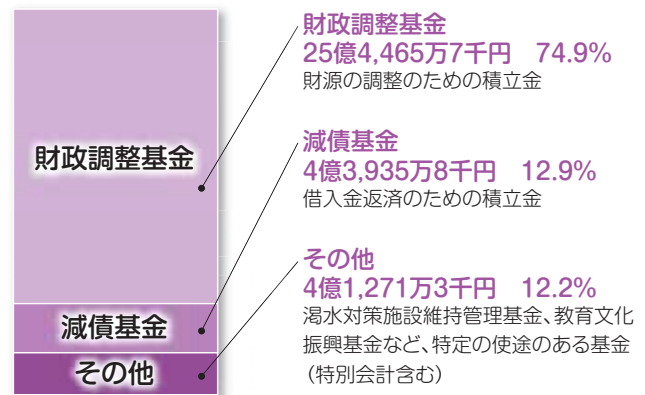 財政調整基金
減債基金
その他
財政調整基金
25億4,465万7千円　74.9%
財源の調整のための積立金
減債基金
4億3,935万8千円　12.9%
借入金返済のための積立金
その他
4億1,271万3千円　12.2%
渇水対策施設維持管理基金、教育文化
振興基金など、特定の使途のある基金
（特別会計含む）